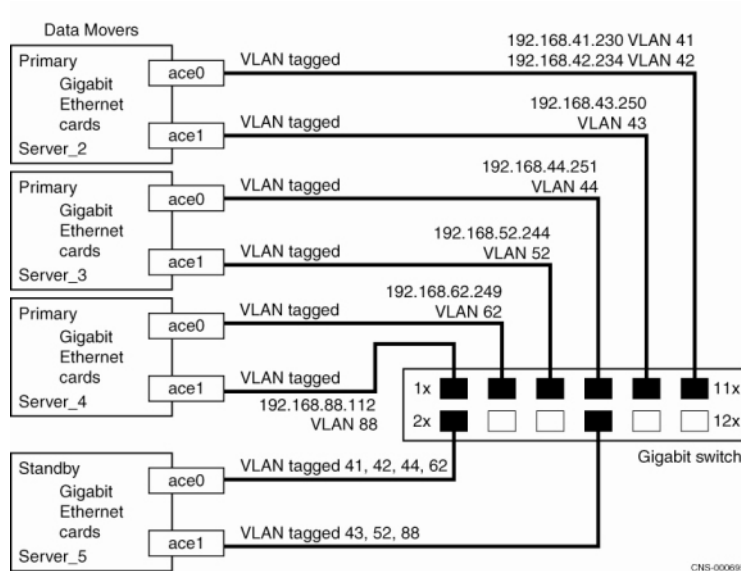 Data Movers
Primary
Gigabit
Ethernet
cards
Server_2
ace0
ace1
VLAN tagged
192.168.41.230 VLAN 41
192.168.42.234 VLAN 42
VLAN tagged
192.168.43.250
VLAN 43
Primary
Gigabit
Ethernet
cards
Server_3
ace0
ace1
VLAN tagged
192.168.44.251
VLAN 44
VLAN tagged
192.168.52.244
VLAN 52
Primary
Gigabit
Ethernet
cards
Server_4
ace0
ace1
VLAN tagged
192.168.62.249
VLAN 62
VLAN tagged
192.168.88.112
VLAN 88
1x
11x
2x
12x
Gigabit switch
Standby
Gigabit
Ethernet
cards
Server_5
ace0
ace1
VLAN tagged 41, 42, 44, 62
VLAN tagged 43, 52, 88